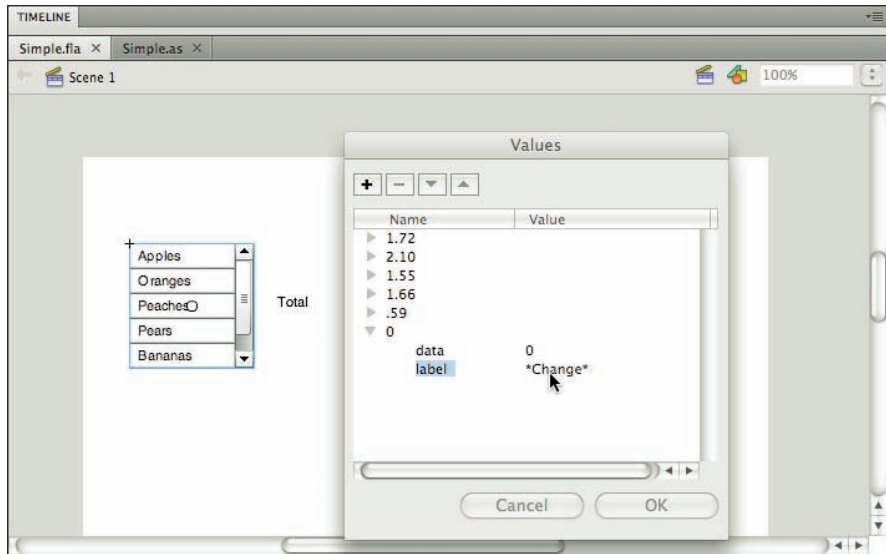 TIMELINE
Simple.fla ×
Simple.as ×
Scene 1
100%
Apples
Oranges
Peaches
Pears
Bananas
Total
Values
Name
Value
1.72
2.10
1.55
1.66
.59
0
data 0
label *Change*
Cancel
OK